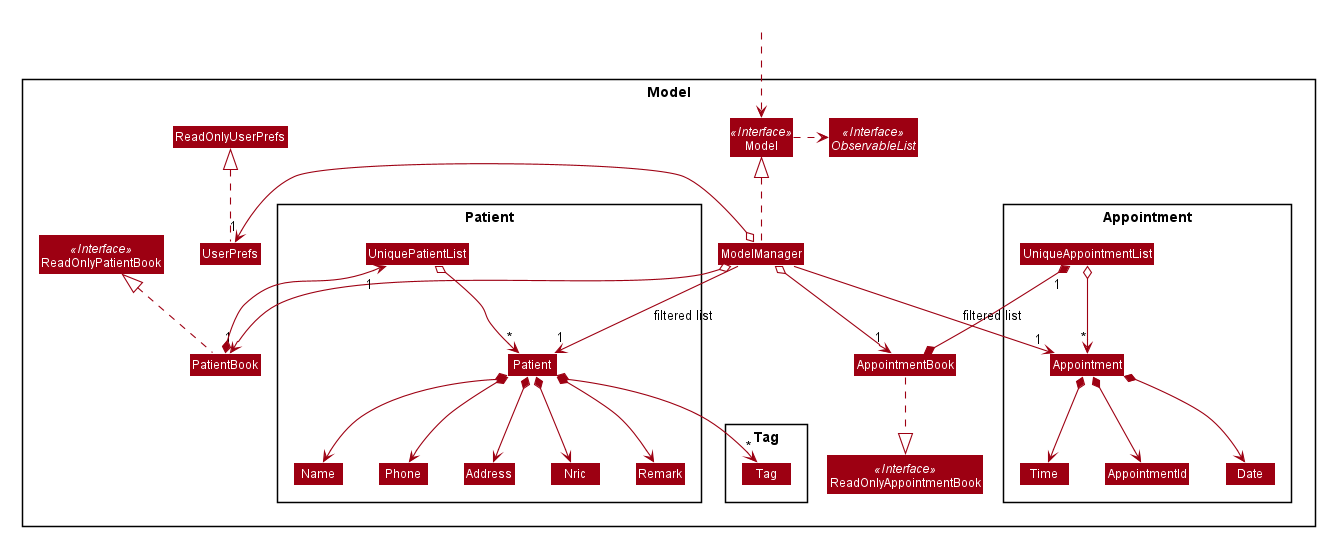 Model
«Interface»
Model
«Interface»
ObservableList
ReadOnlyUserPrefs
Patient
Appointment
1
«Interface»
ReadOnlyPatientBook
UserPrefs
UniquePatientList
ModelManager
UniqueAppointmentList
1
1
filtered list
filtered list
1
*
1
1
1
*
PatientBook
Patient
AppointmentBook
Appointment
Tag
*
Name
Phone
Address
Nric
Remark
Tag
«Interface»
ReadOnlyAppointmentBook
Time
AppointmentId
Date